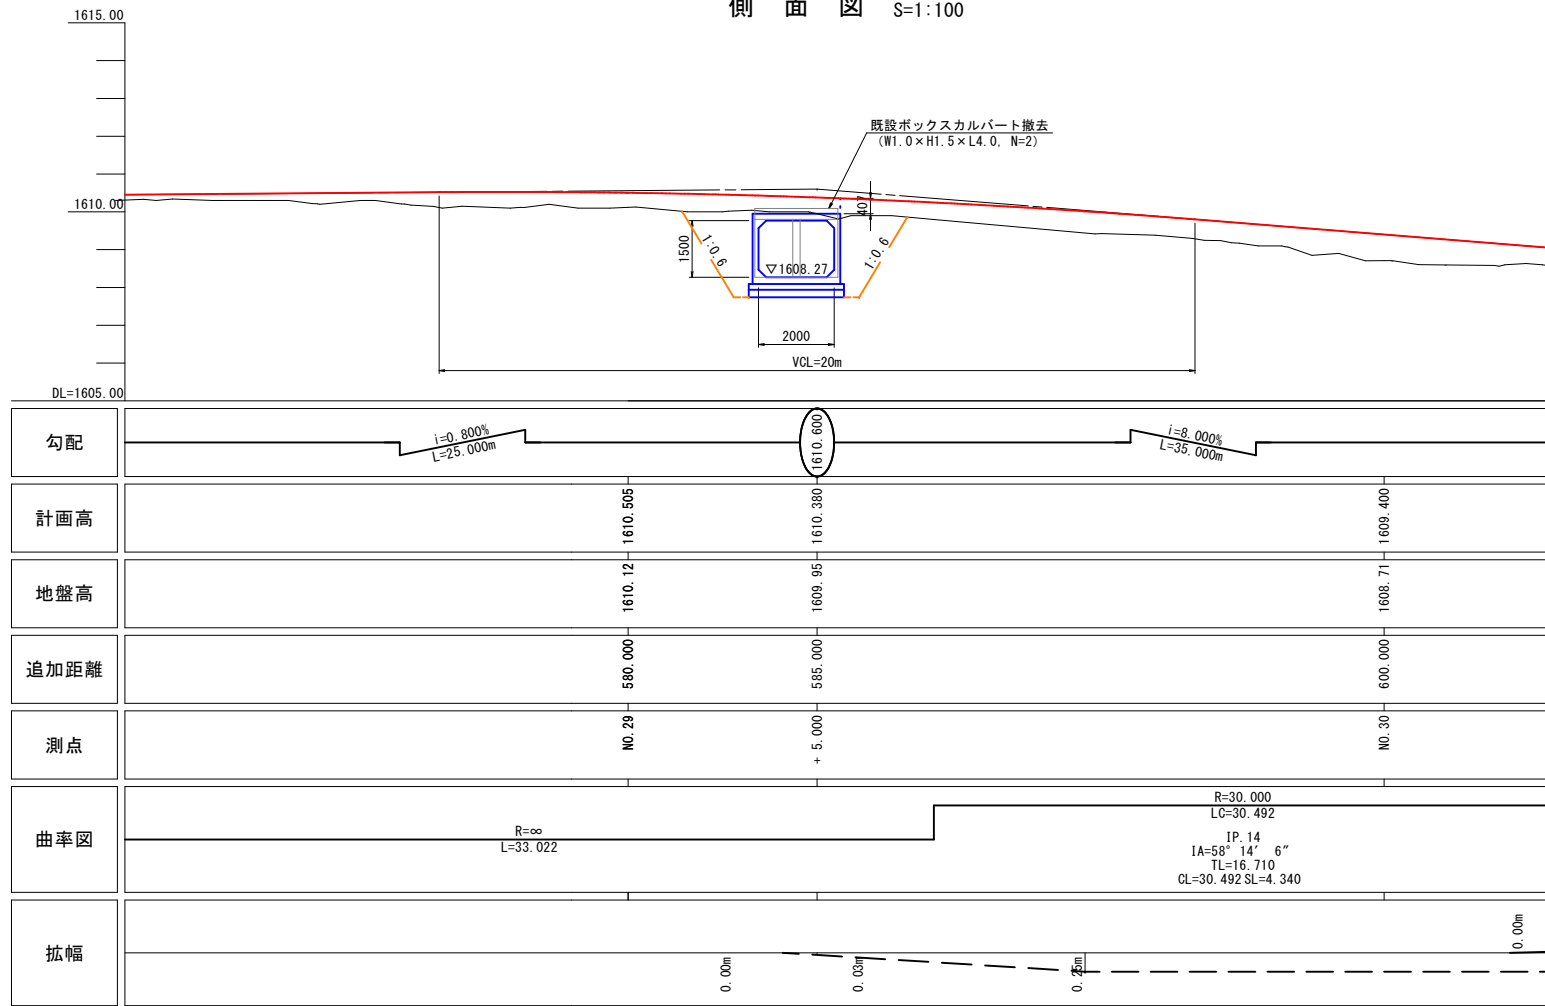 側 面 図 S=1:100
1615.00
既設ボックスカルバート撤去
(W1.0×H1.5×L4.0, N=2)
1610.00
407
1:0.6
1500
▽1608.27
1:0.6
2000
VCL=20m
DL=1605.00
勾配
i=0.800%
L=25.000m
1610.600
i=8.000%
L=35.000m
計画高
1610.505
1610.380
1609.400
地盤高
1610.12
1609.95
1608.71
追加距離
580.000
585.000
600.000
測点
NO.29
+ 5.000
NO.30
曲率図
R=∞
L=33.022
R=30.000
LC=30.492
IP.14
IA=58° 14′ 6″
TL=16.710
CL=30.492 SL=4.340
拡幅
0.00m
0.03m
0.25m
0.00m